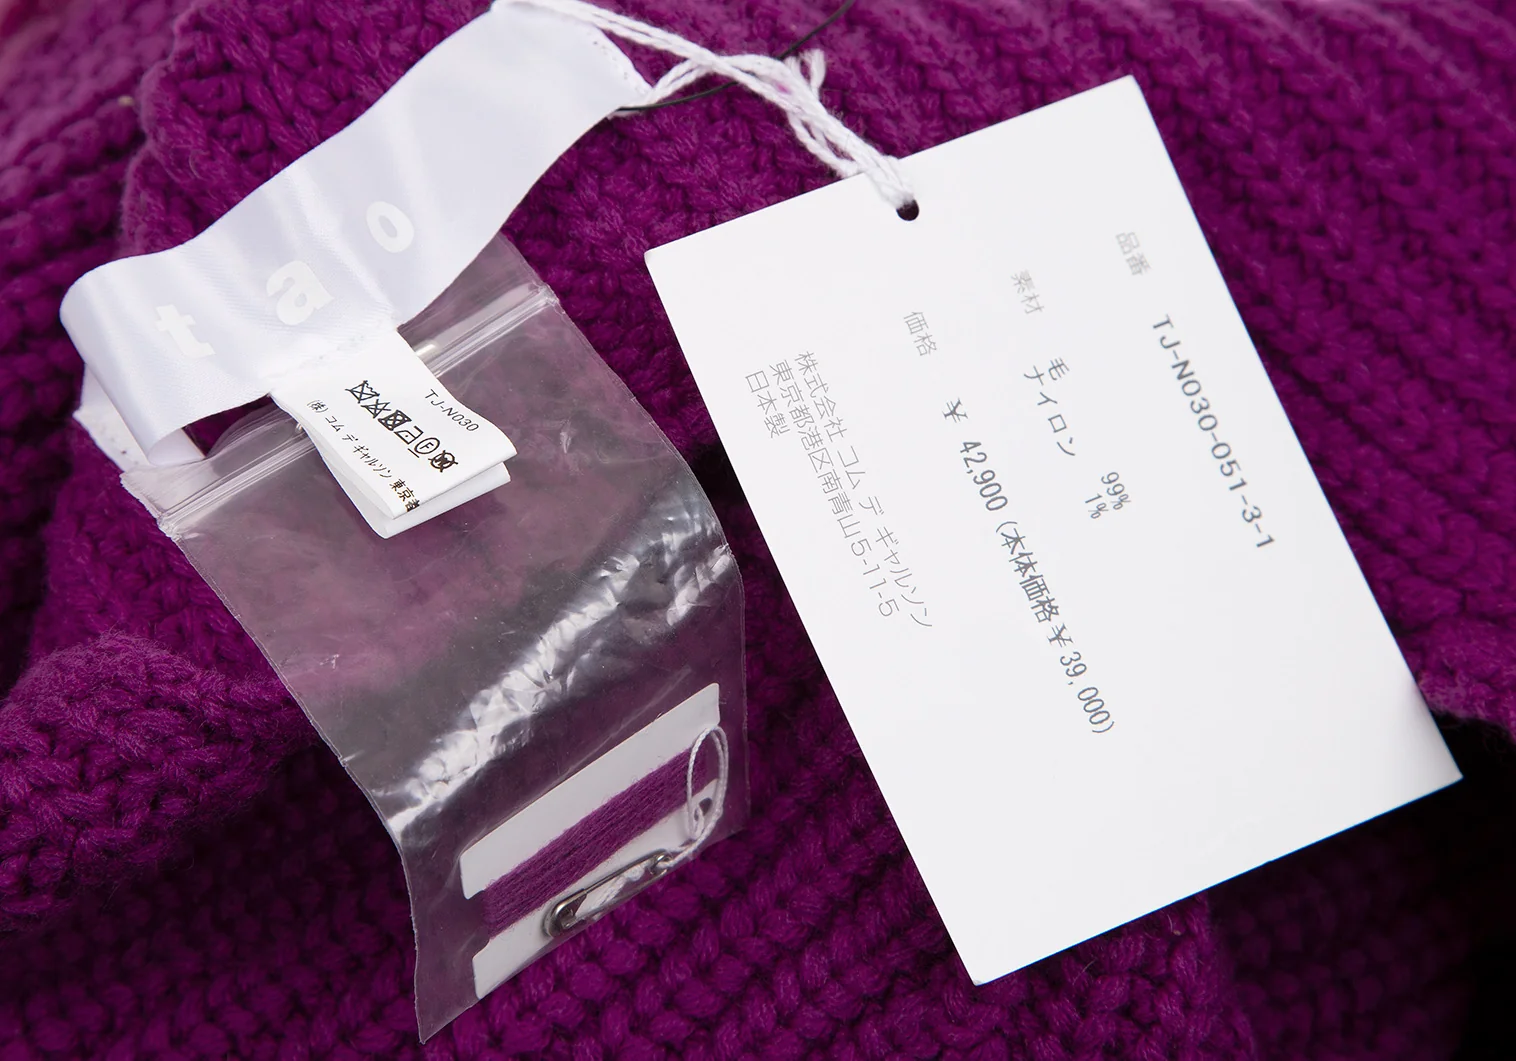 tao
TJ-N030
(株) コム デ ギャルソン 東京都
品番 TJ-N030-051-3-1
素材 毛 99%
ナイロン 1%
価格 ¥ 42,900 (本体価格 ¥ 39,000)
株式会社 コム デ ギャルソン
東京都港区南青山5-11-5
日本製